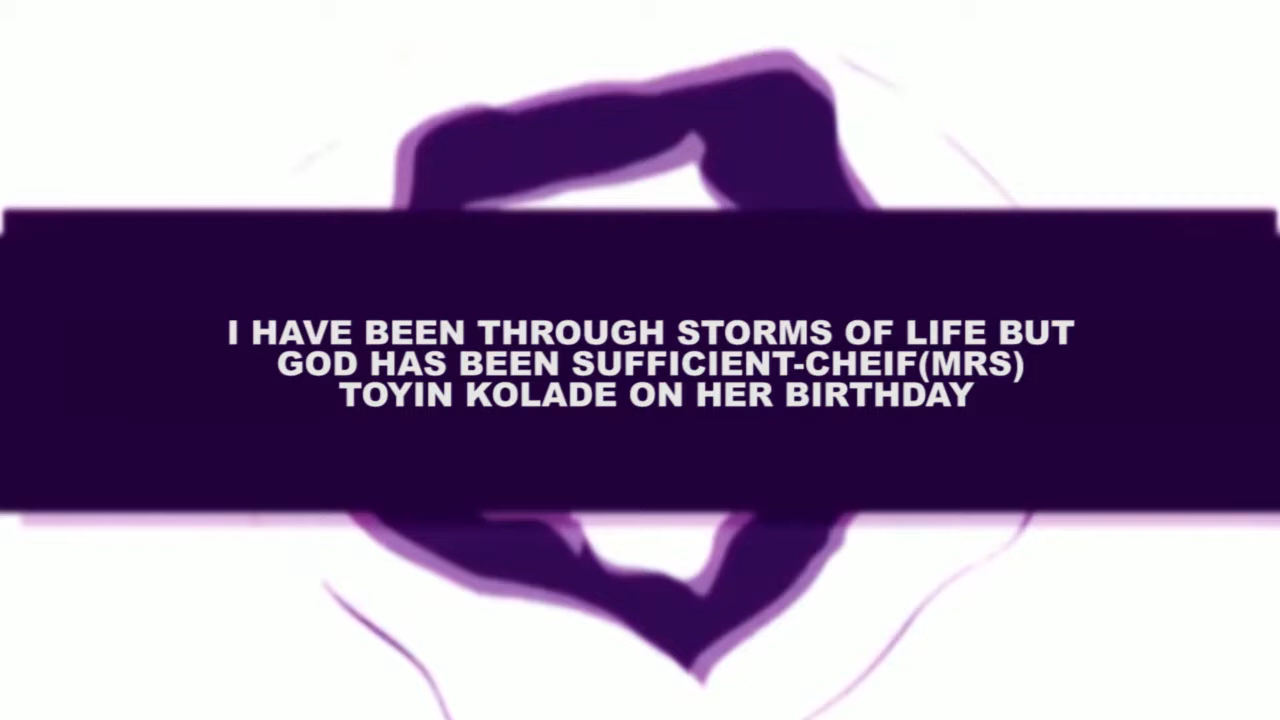 I HAVE BEEN THROUGH STORMS OF LIFE BUT
GOD HAS BEEN SUFFICIENT-CHEIF(MRS)
TOYIN KOLADE ON HER BIRTHDAY